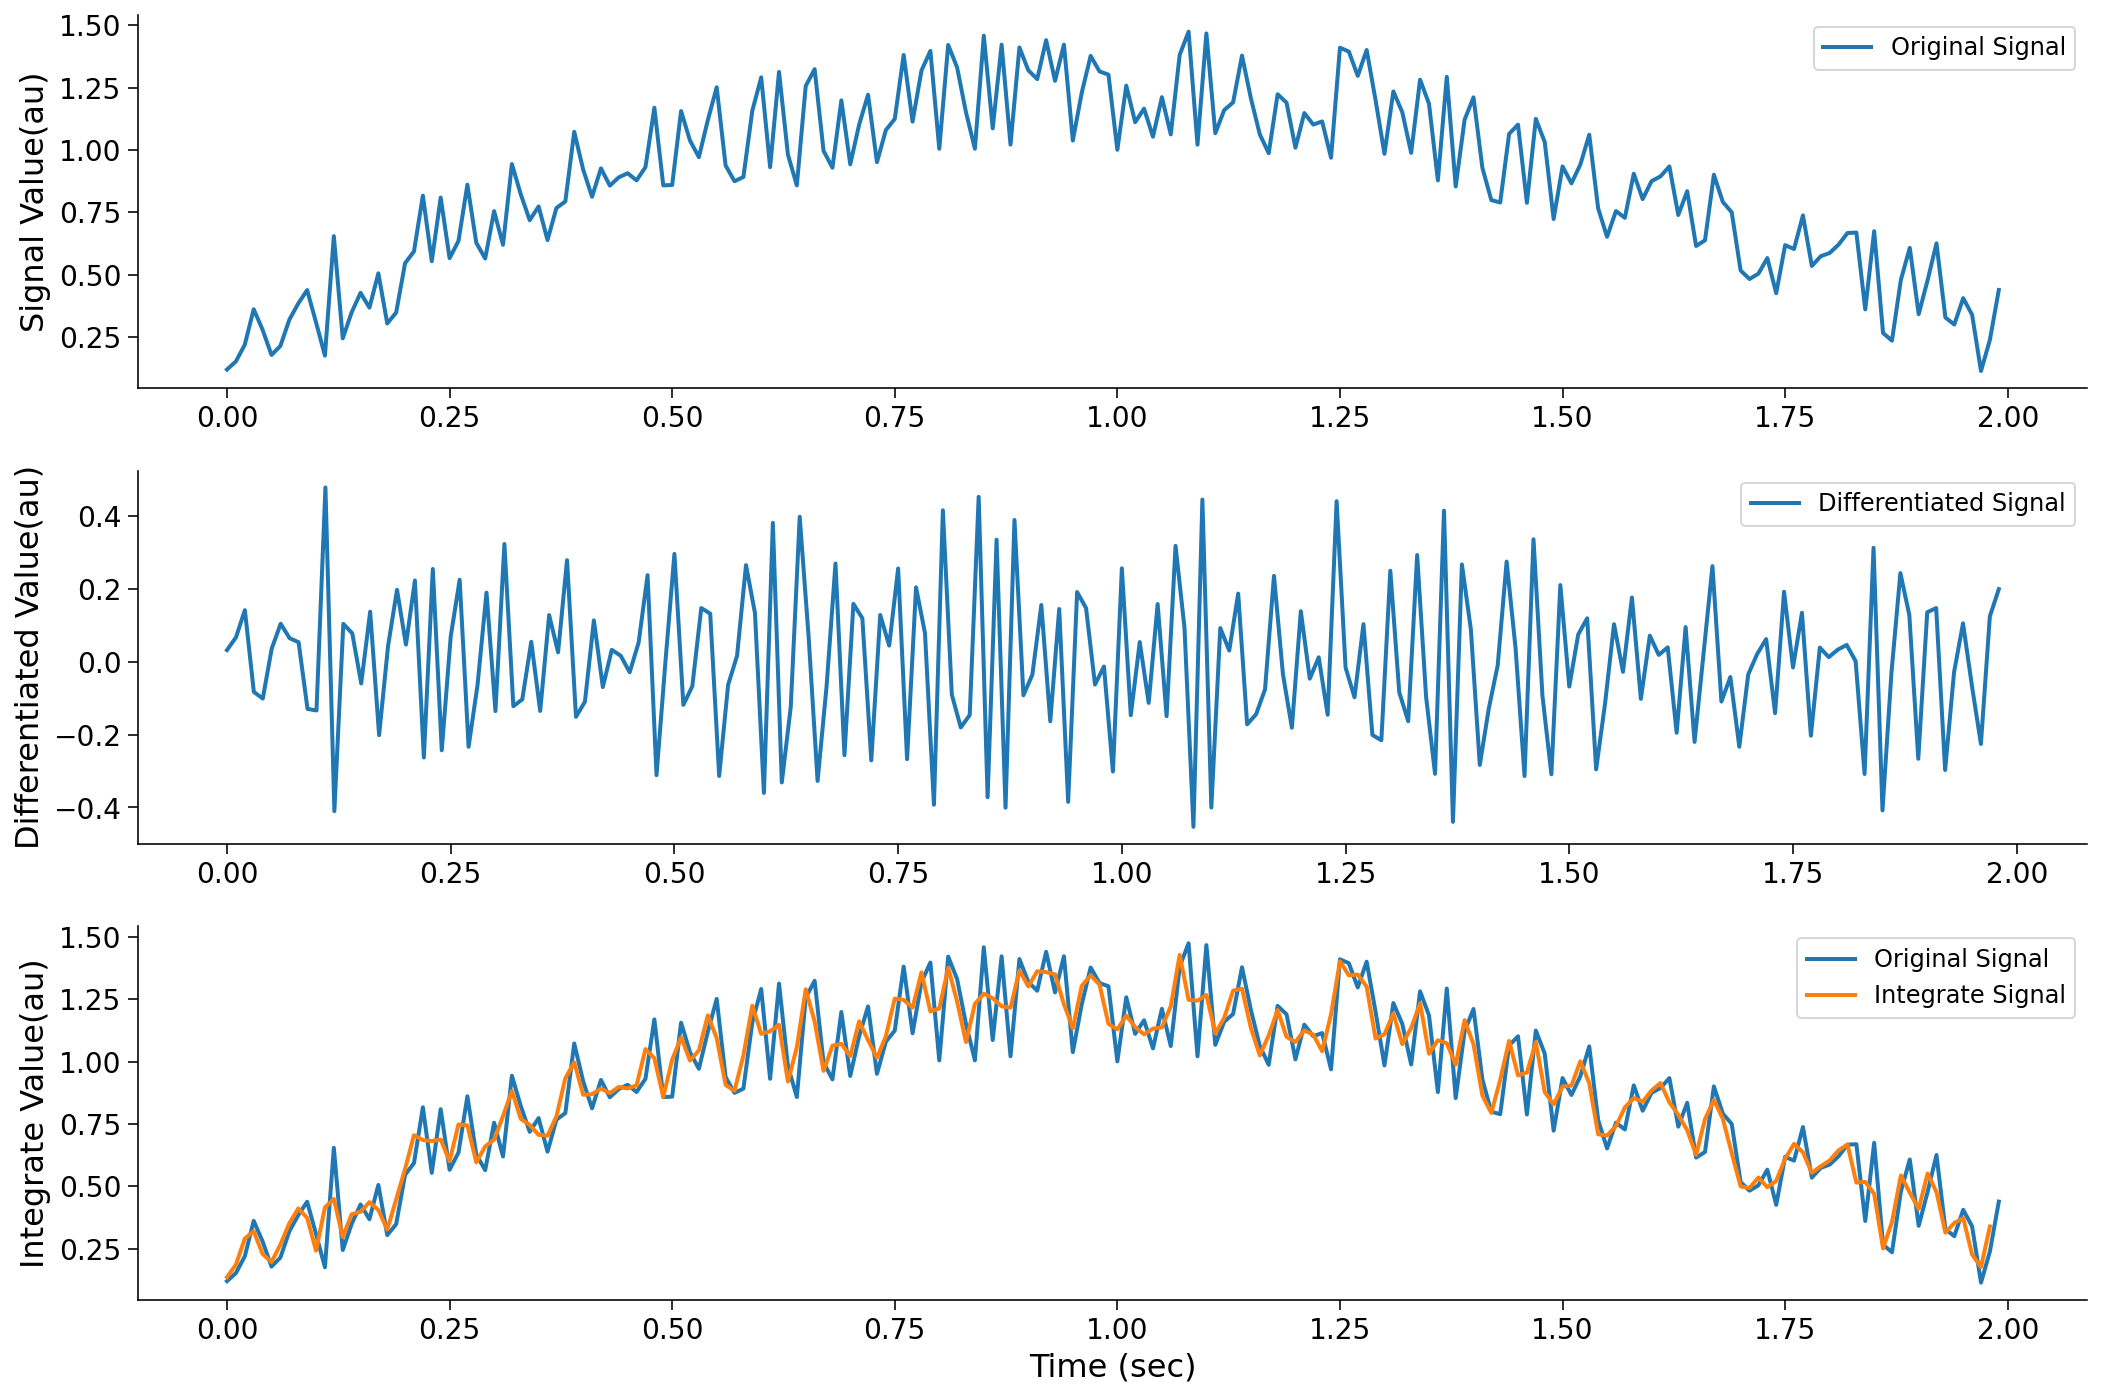 Signal Value(au)
1.50
1.25
1.00
0.75
0.50
0.25
Original Signal
0.00 0.25 0.50 0.75 1.00 1.25 1.50 1.75 2.00
Differentiated Value(au)
0.4
0.2
0.0
−0.2
−0.4
Differentiated Signal
0.00 0.25 0.50 0.75 1.00 1.25 1.50 1.75 2.00
Integrate Value(au)
1.50
1.25
1.00
0.75
0.50
0.25
Original Signal
Integrate Signal
0.00 0.25 0.50 0.75 1.00 1.25 1.50 1.75 2.00
Time (sec)